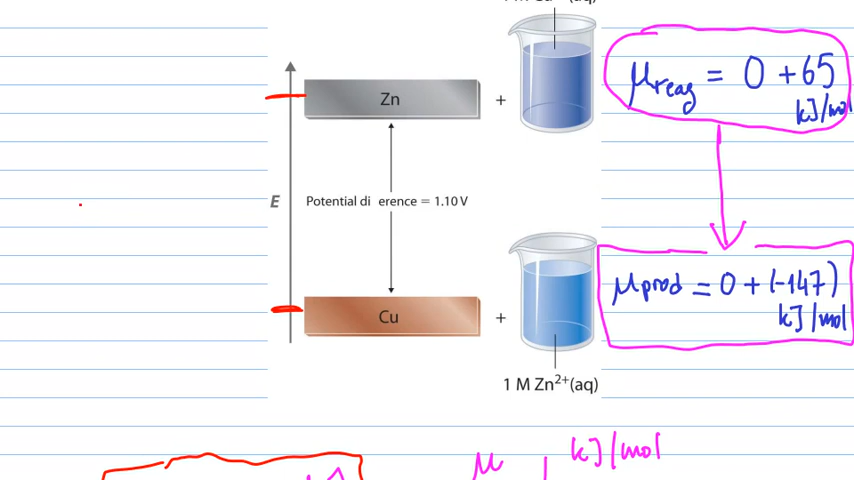 μreag = 0 + 65
kJ/mol
Zn
+
E
Potential di erence = 1.10 V
μprod = 0 + (-147)
kJ/mol
Cu
+
1 M Zn²⁺(aq)
μ
kJ/mol